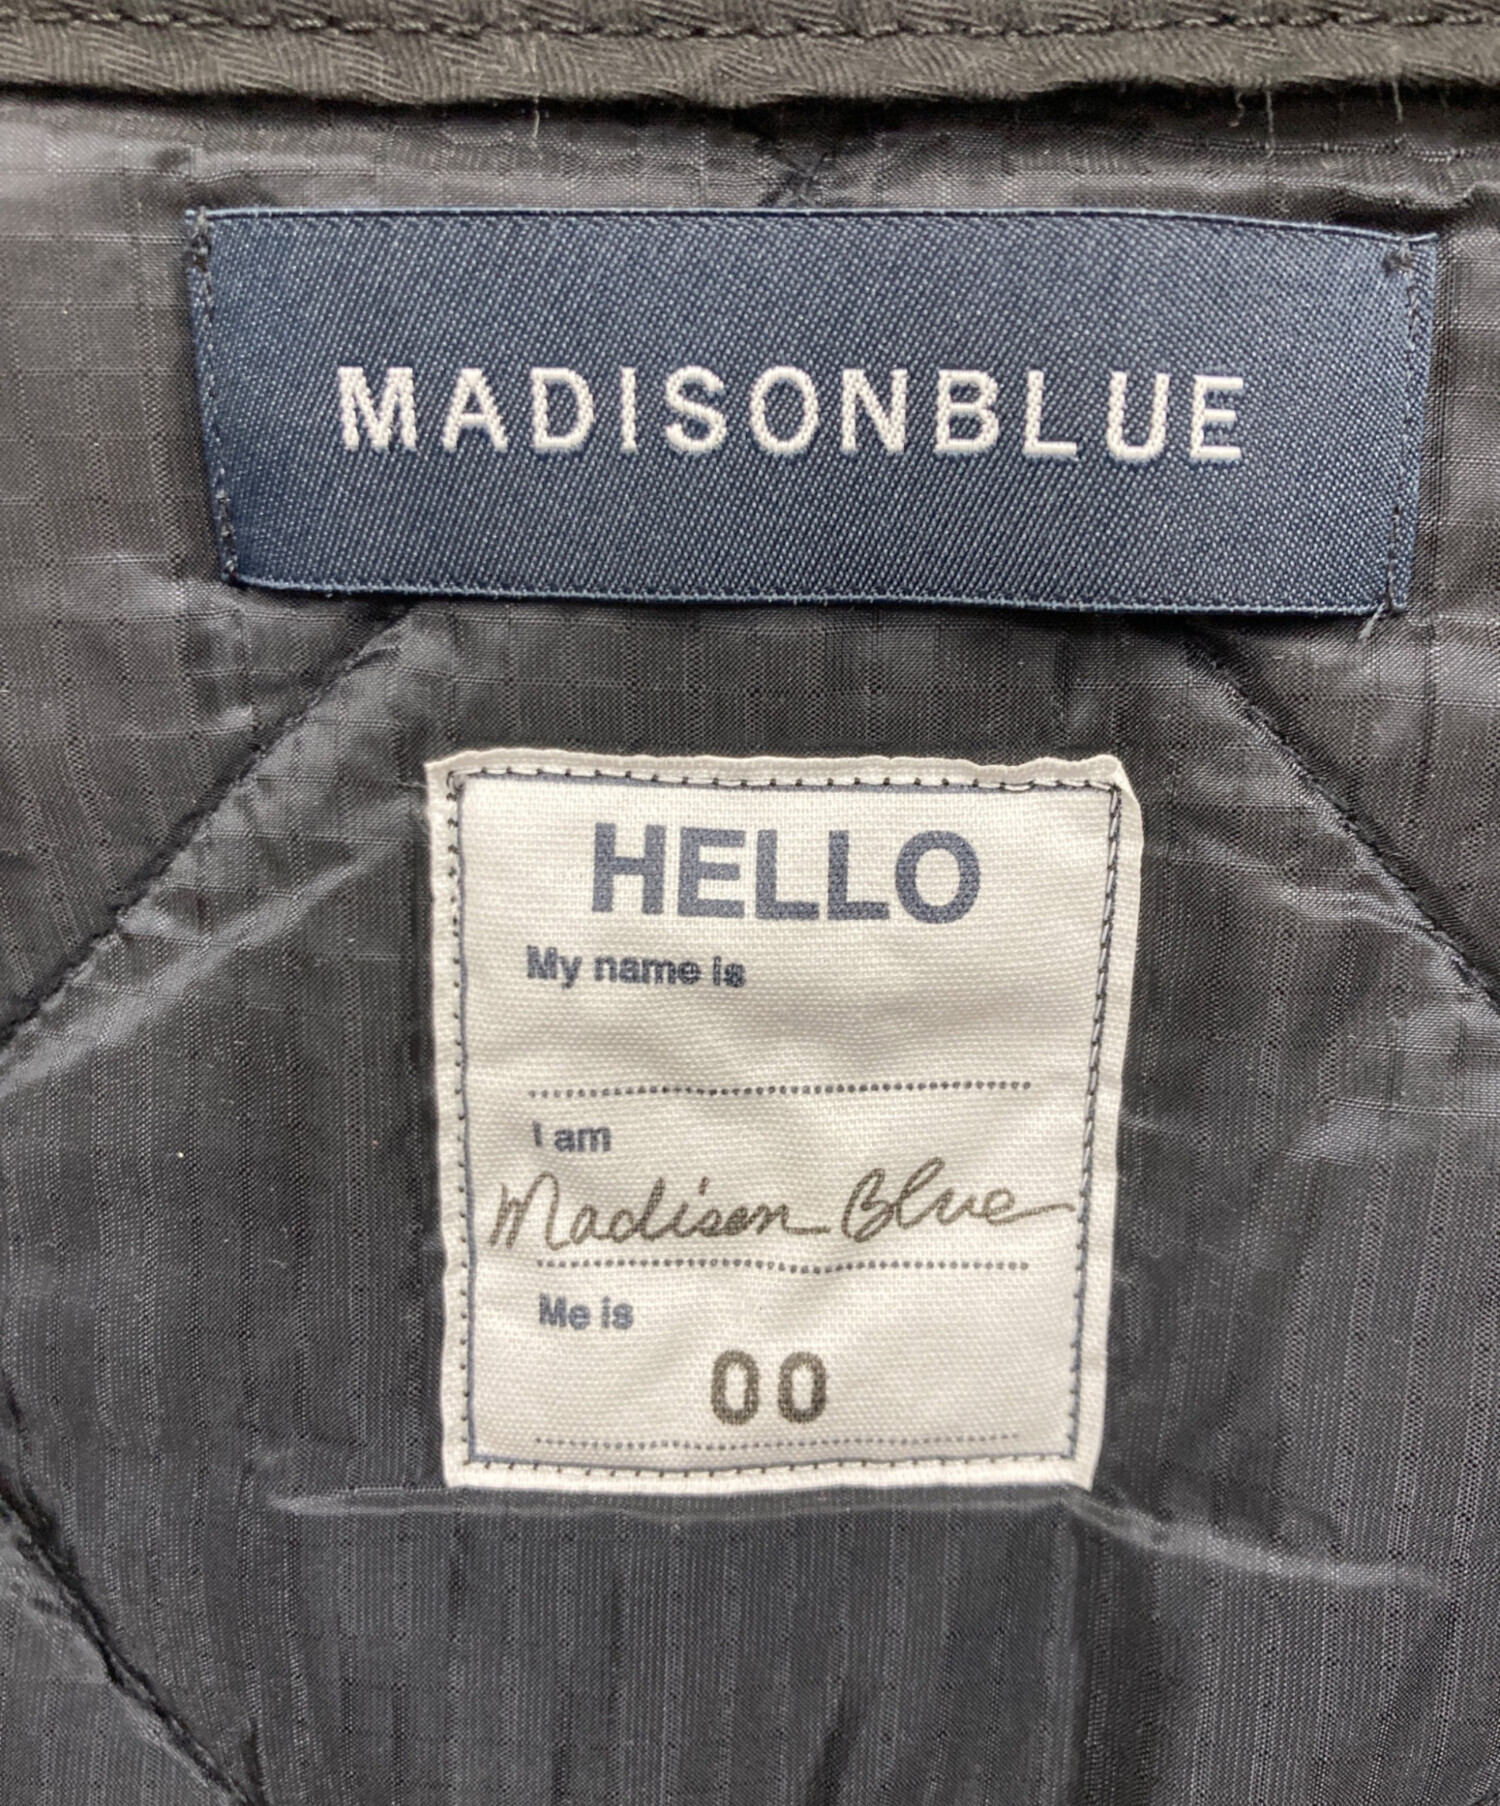 MADISONBLUE
HELLO
My name is
I am
Madison Blue
Me is
00